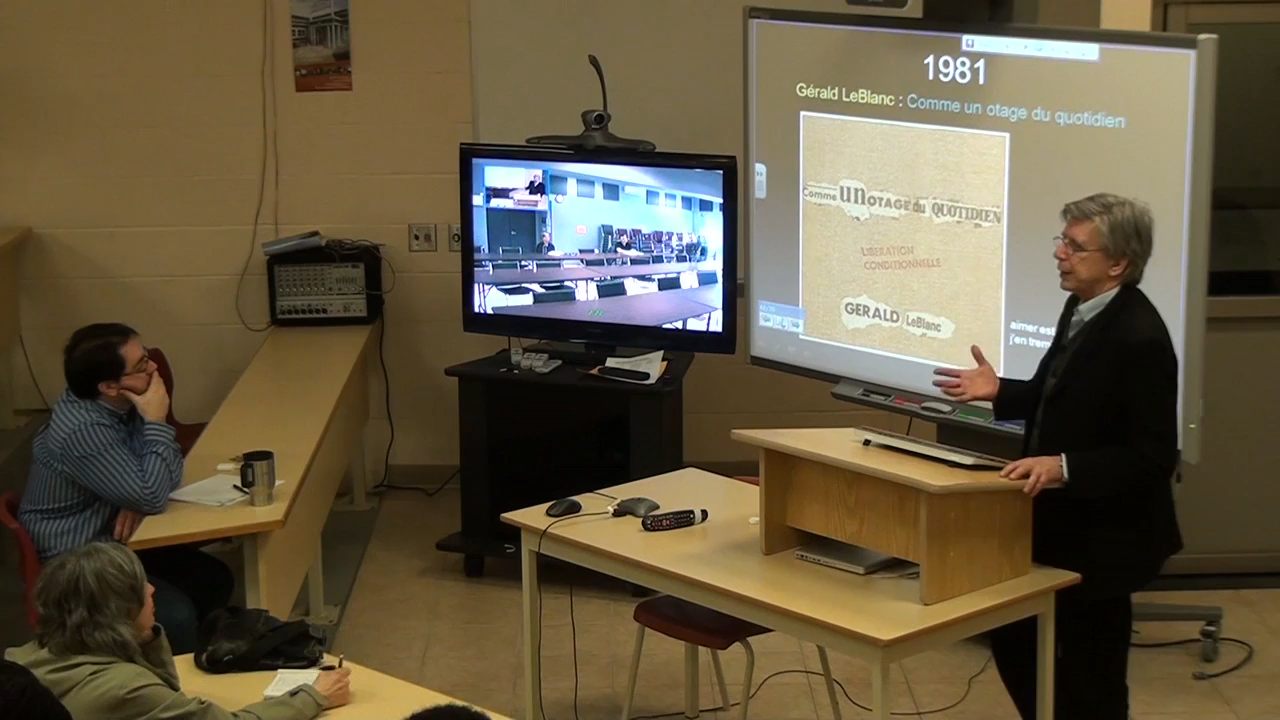 1981
Gérald LeBlanc : Comme un otage du quotidien
Comme un OTAGE du QUOTIDIEN
LIBÉRATION
CONDITIONNELLE
GERALD LeBlanc
aimer est
j'en trem